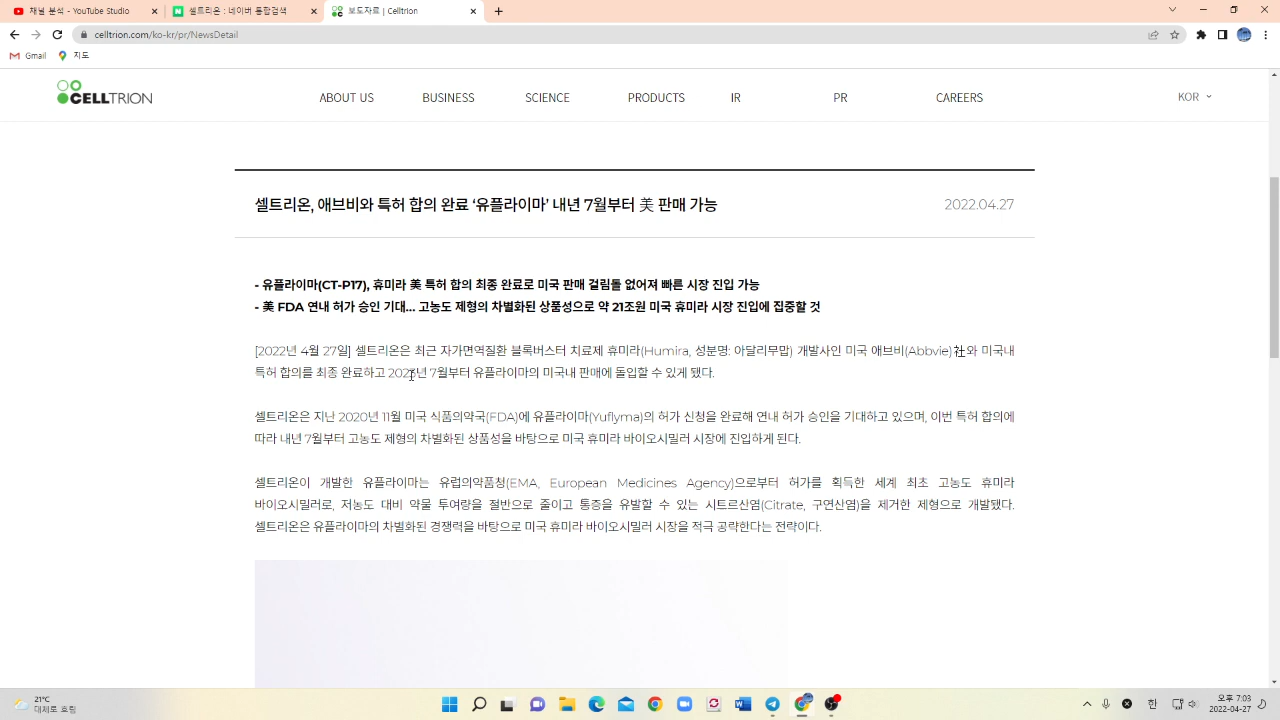 채널 분석 - YouTube Studio
셀트리온 : 네이버 통합검색
보도자료 | Celltrion
celltrion.com/ko-kr/pr/NewsDetail
Gmail
지도
CELLTRION
ABOUT US
BUSINESS
SCIENCE
PRODUCTS
IR
PR
CAREERS
KOR
셀트리온, 애브비와 특허 합의 완료 ‘유플라이마’ 내년 7월부터 美 판매 가능
2022.04.27
- 유플라이마(CT-P17), 휴미라 美 특허 합의 최종 완료로 미국 판매 걸림돌 없어져 빠른 시장 진입 가능
- 美 FDA 연내 허가 승인 기대... 고농도 제형의 차별화된 상품성으로 약 21조원 미국 휴미라 시장 진입에 집중할 것
[2022년 4월 27일] 셀트리온은 최근 자가면역질환 블록버스터 치료제 휴미라(Humira, 성분명: 아달리무맙) 개발사인 미국 애브비(Abbvie)社와 미국내
특허 합의를 최종 완료하고 2023년 7월부터 유플라이마의 미국내 판매에 돌입할 수 있게 됐다.
셀트리온은 지난 2020년 11월 미국 식품의약국(FDA)에 유플라이마(Yuflyma)의 허가 신청을 완료해 연내 허가 승인을 기대하고 있으며, 이번 특허 합의에
따라 내년 7월부터 고농도 제형의 차별화된 상품성을 바탕으로 미국 휴미라 바이오시밀러 시장에 진입하게 된다.
셀트리온이 개발한 유플라이마는 유럽의약품청(EMA, European Medicines Agency)으로부터 허가를 획득한 세계 최초 고농도 휴미라
바이오시밀러로, 저농도 대비 약물 투여량을 절반으로 줄이고 통증을 유발할 수 있는 시트르산염(Citrate, 구연산염)을 제거한 제형으로 개발됐다.
셀트리온은 유플라이마의 차별화된 경쟁력을 바탕으로 미국 휴미라 바이오시밀러 시장을 적극 공략한다는 전략이다.
21℃
대체로 흐림
한
오후 7:03
2022-04-27